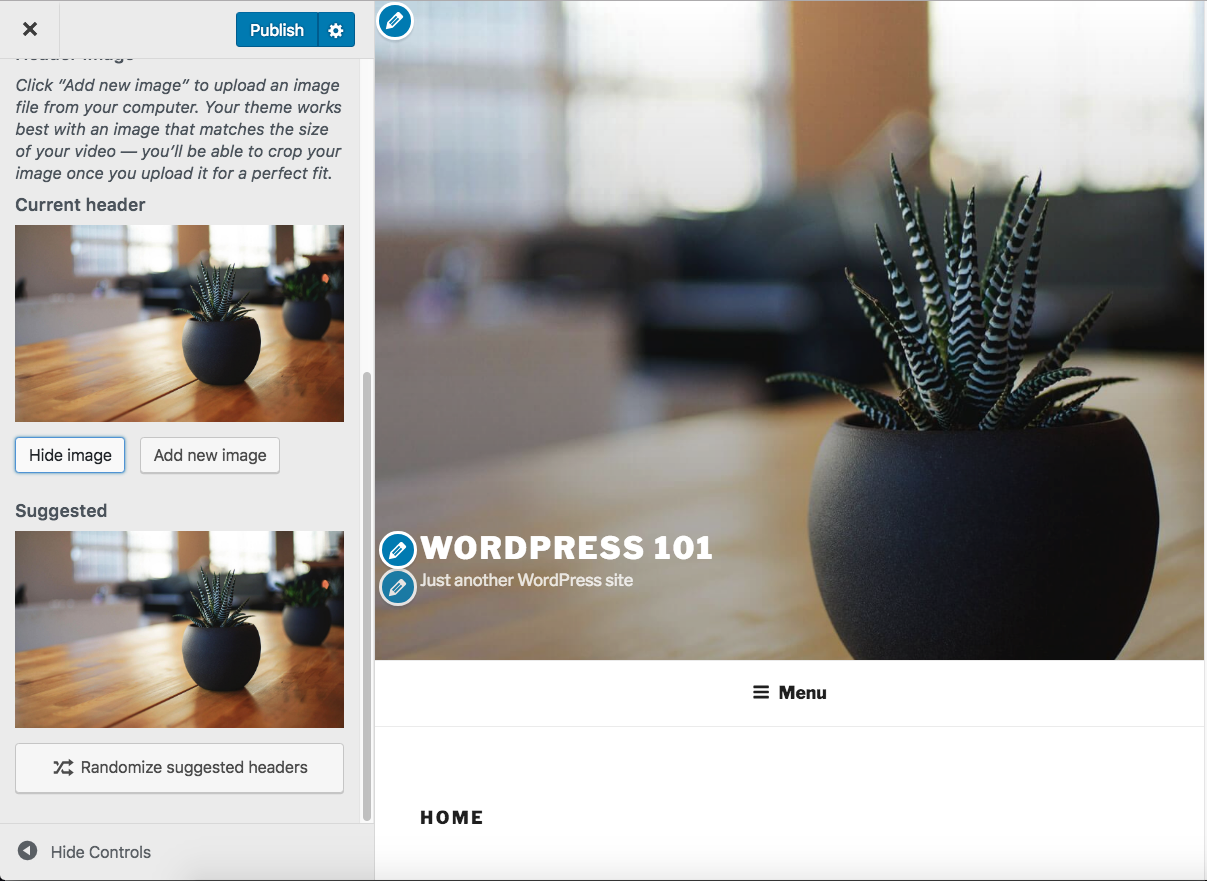 Publish
Header Image
Click “Add new image” to upload an image
file from your computer. Your theme works
best with an image that matches the size
of your video — you’ll be able to crop your
image once you upload it for a perfect fit.
Current header
Hide image
Add new image
Suggested
Randomize suggested headers
Hide Controls
WORDPRESS 101
Just another WordPress site
Menu
HOME